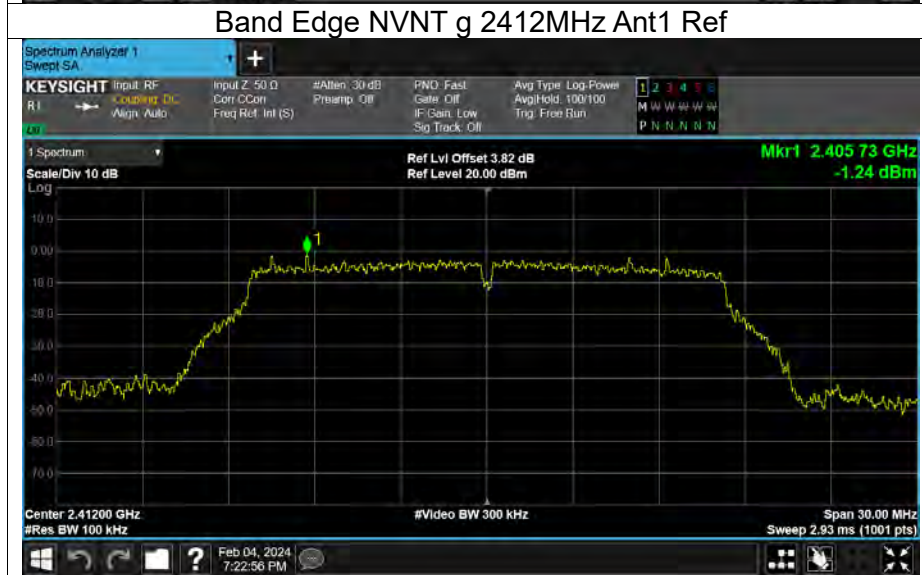 Band Edge NVNT g 2412MHz Ant1 Ref
Spectrum Analyzer 1
Swept SA
+
KEYSIGHT Input: RF
Coupling: DC
Align: Auto
Input Z: 50 Ω
Corr CCorr
Freq Ref: Int (S)
#Atten: 30 dB
Preamp: Off
PNO: Fast
Gate: Off
IF Gain: Low
Sig Track: Off
Avg Type: Log-Power
Avg|Hold: 100/100
Trig: Free Run
1 2 3 4 5 6
M W W W W W
P N N N N N
1 Spectrum
Scale/Div 10 dB
Ref Lvl Offset 3.82 dB
Ref Level 20.00 dBm
Mkr1 2.405 73 GHz
-1.24 dBm
Log
10.0
0.00
1
-10.0
-20.0
-30.0
-40.0
-50.0
-60.0
-70.0
Center 2.41200 GHz
#Res BW 100 kHz
#Video BW 300 kHz
Span 30.00 MHz
Sweep 2.93 ms (1001 pts)
?
Feb 04, 2024
7:22:56 PM